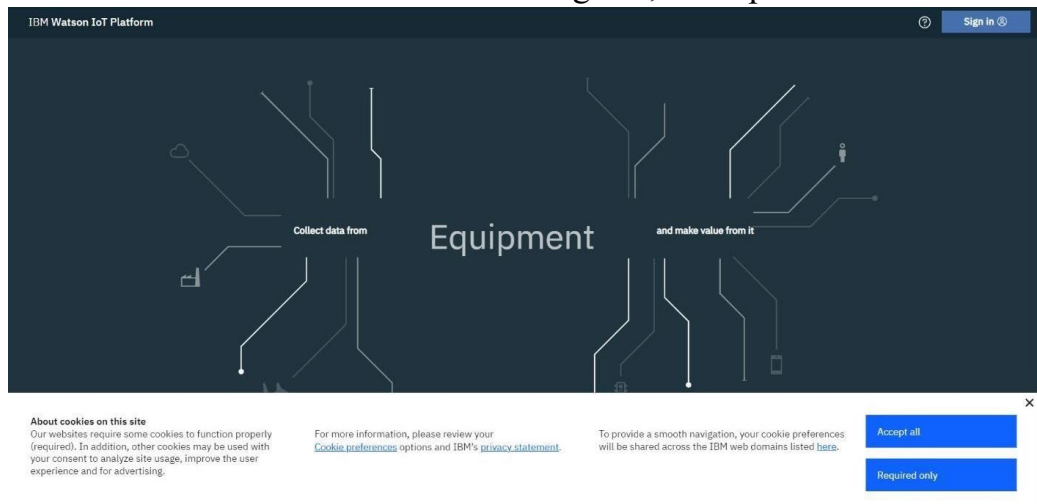 IBM Watson IoT Platform
Sign in
Collect data from
Equipment
and make value from it
About cookies on this site
Our websites require some cookies to function properly
(required). In addition, other cookies may be used with
your consent to analyze site usage, improve the user
experience and for advertising.
For more information, please review your
Cookie preferences options and IBM's privacy statement.
To provide a smooth navigation, your cookie preferences
will be shared across the IBM web domains listed here.
Accept all
Required only